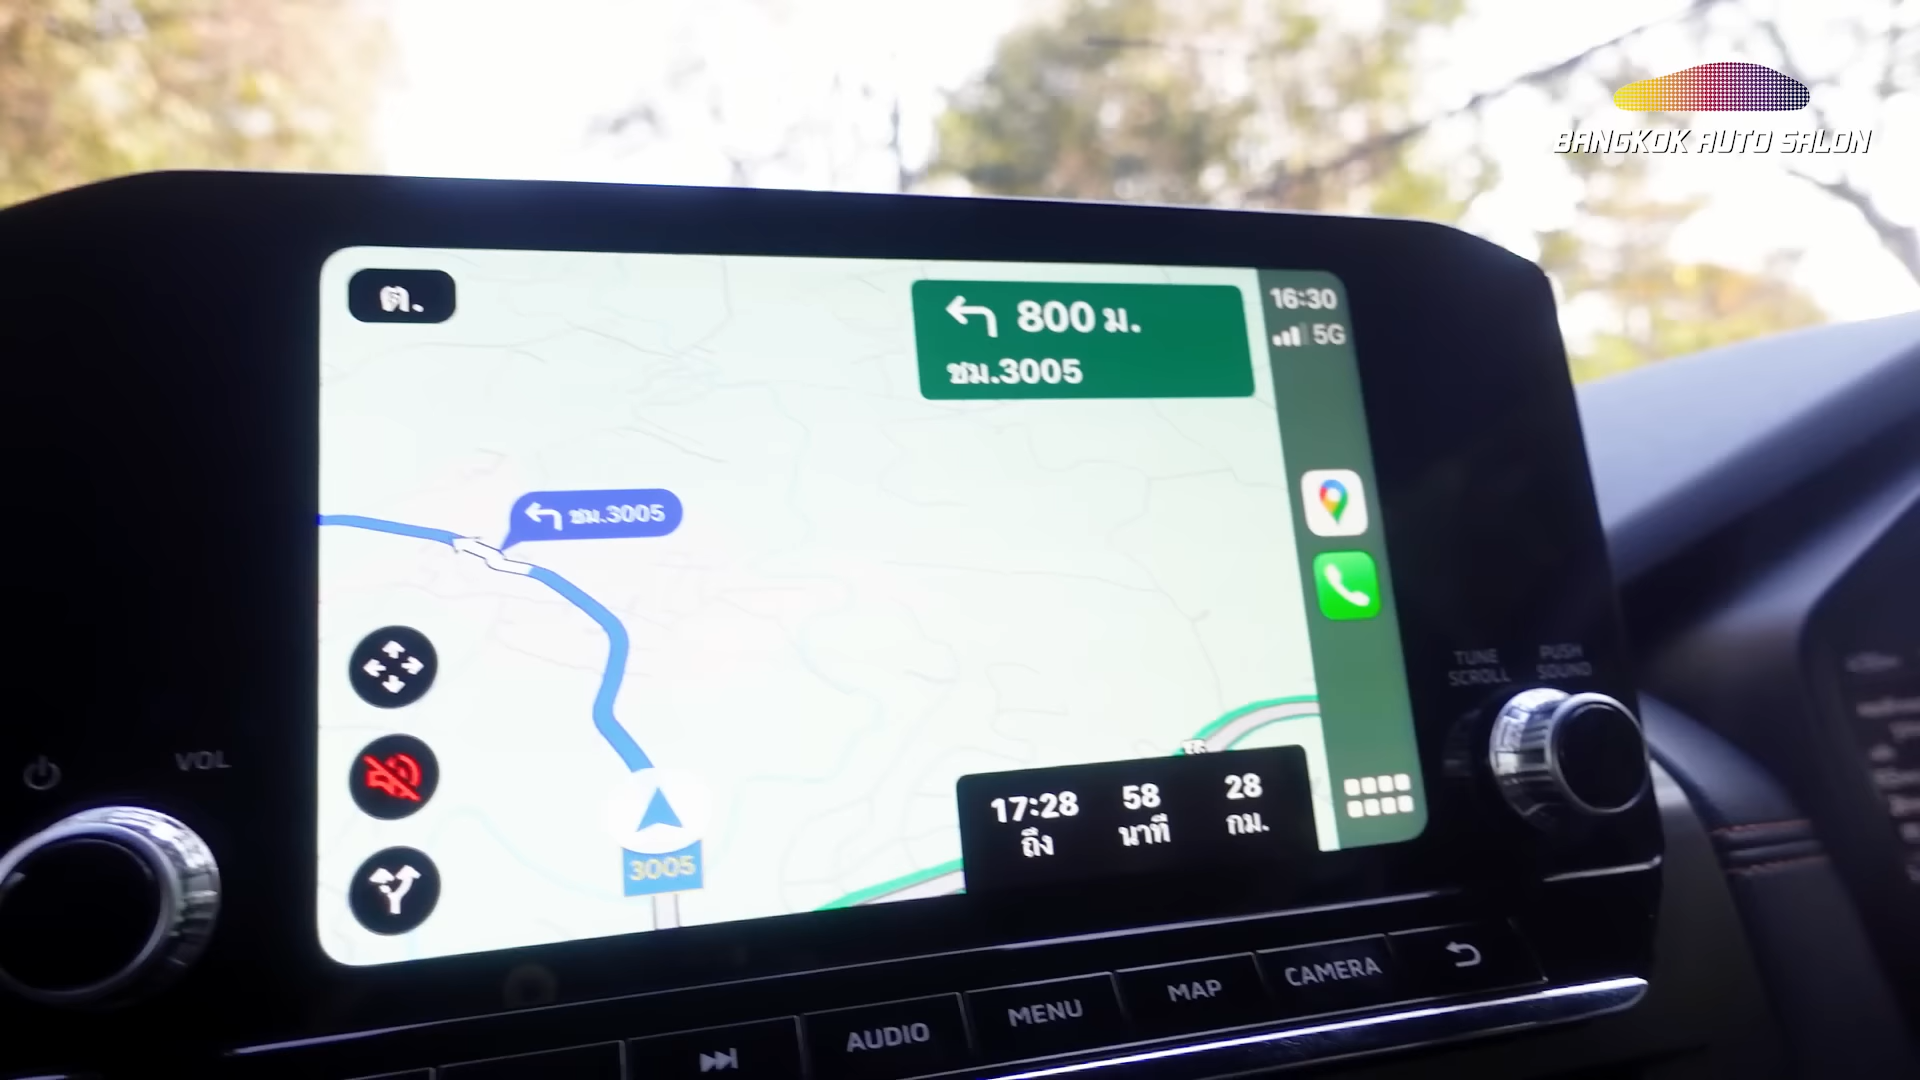 BANGKOK AUTO SALON
ต.
800 ม.
ชม.3005
16:30
5G
ชม.3005
3005
17:28
ถึง
58
นาที
28
กม.
TUNE
SCROLL
PUSH
SOUND
VOL
AUDIO
MENU
MAP
CAMERA